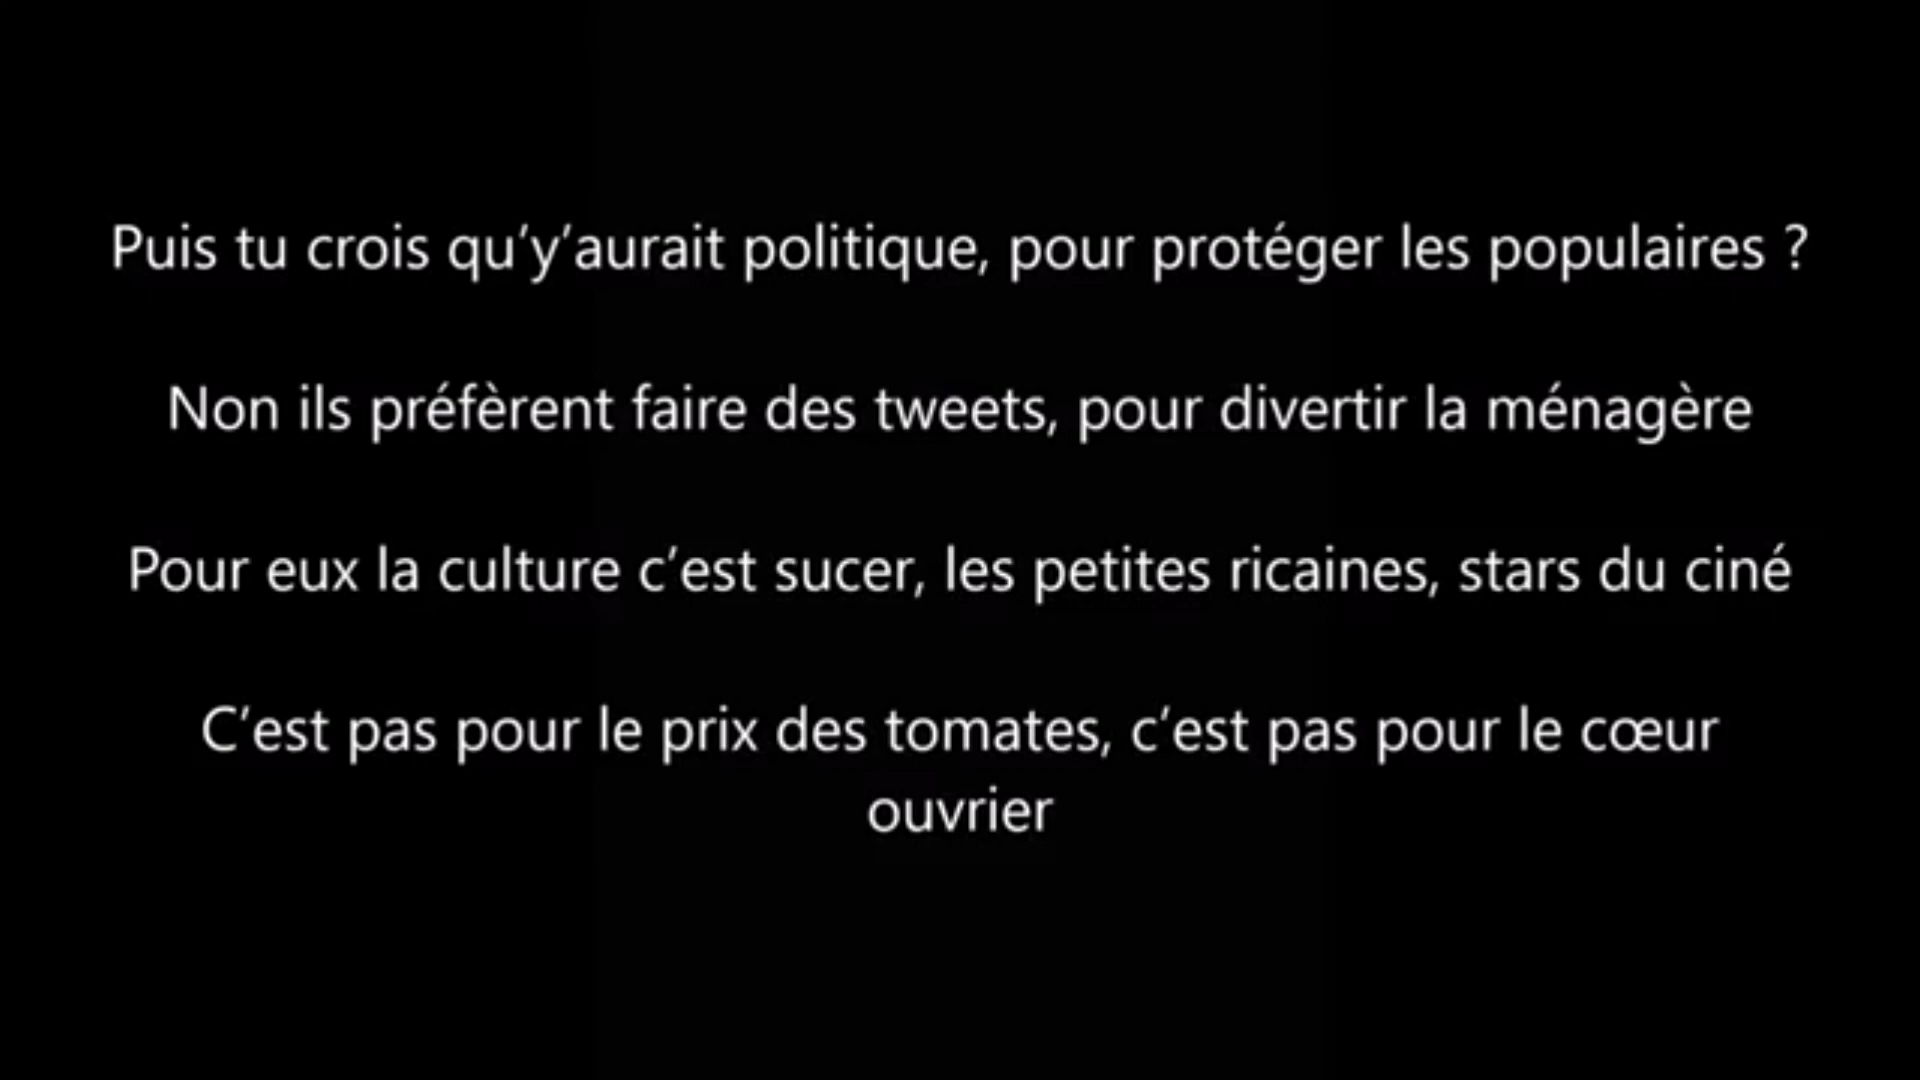 Puis tu crois qu’y’aurait politique, pour protéger les populaires ?
Non ils préfèrent faire des tweets, pour divertir la ménagère
Pour eux la culture c’est sucer, les petites ricaines, stars du ciné
C’est pas pour le prix des tomates, c’est pas pour le cœur
ouvrier